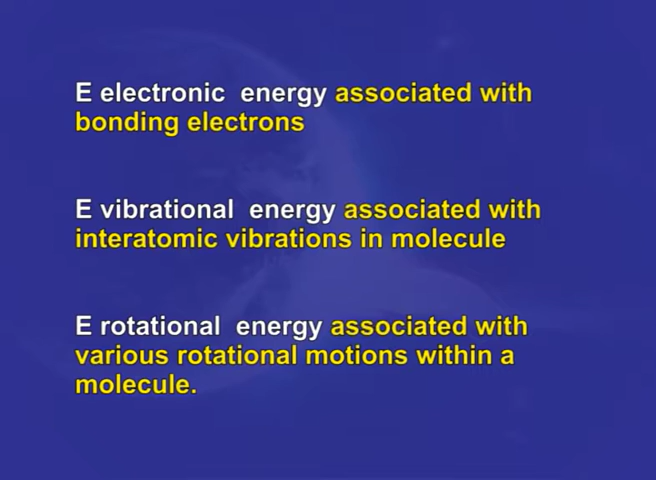 E electronic  energy associated with
bonding electrons
E vibrational  energy associated with
interatomic vibrations in molecule
E rotational  energy associated with
various rotational motions within a
molecule.